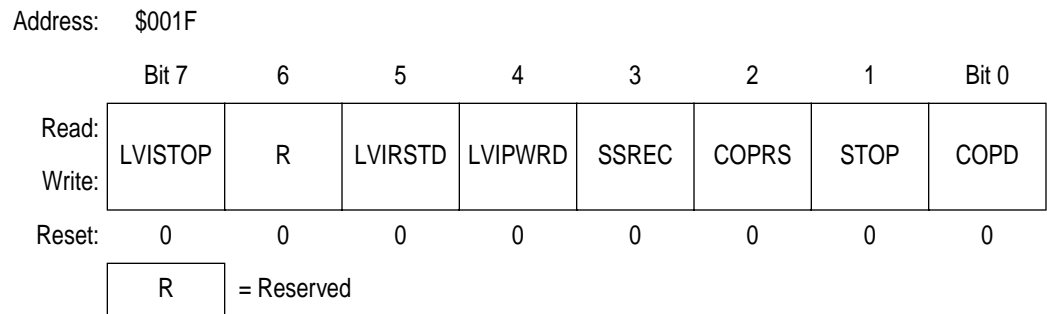 Address: $001F
Bit 7 6 5 4 3 2 1 Bit 0
Read:
LVISTOP R LVIRSTD LVIPWRD SSREC COPRS STOP COPD
Write:
Reset: 0 0 0 0 0 0 0 0
R = Reserved